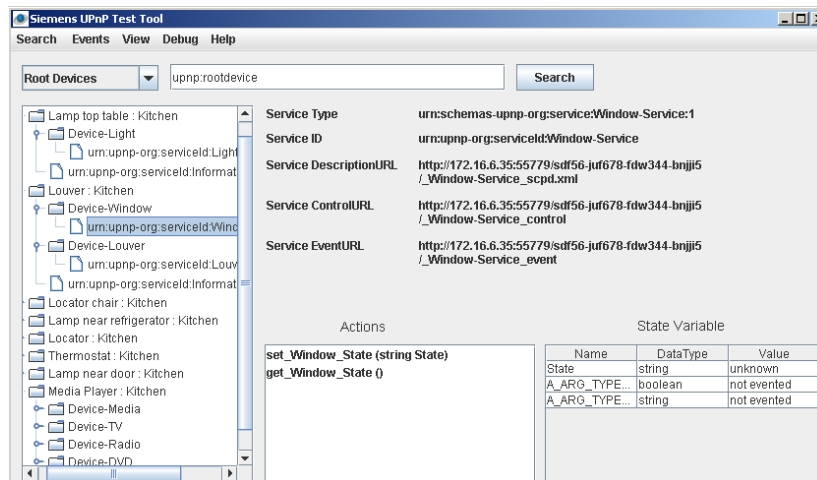 Siemens UPnP Test Tool
Search Events View Debug Help
Root Devices upnp:rootdevice Search
Lamp top table : Kitchen
Device-Light
urn:upnp-org:serviceId:Light
urn:upnp-org:serviceId:Informat
Louver : Kitchen
Device-Window
urn:upnp-org:serviceId:Wind
Device-Louver
urn:upnp-org:serviceId:Louv
urn:upnp-org:serviceId:Informat
Locator chair : Kitchen
Lamp near refrigerator : Kitchen
Locator : Kitchen
Thermostat : Kitchen
Lamp near door : Kitchen
Media Player : Kitchen
Device-Media
Device-TV
Device-Radio
Device-DVD
Service Type urn:schemas-upnp-org:service:Window-Service:1
Service ID urn:upnp-org:serviceId:Window-Service
Service DescriptionURL http://172.16.6.35:55779/sdf56-juf678-fdw344-bnjji5
/_Window-Service_scpd.xml
Service ControlURL http://172.16.6.35:55779/sdf56-juf678-fdw344-bnjji5
/_Window-Service_control
Service EventURL http://172.16.6.35:55779/sdf56-juf678-fdw344-bnjji5
/_Window-Service_event
Actions
set_Window_State (string State)
get_Window_State ()
State Variable
Name DataType Value
State string unknown
A_ARG_TYPE... boolean not evented
A_ARG_TYPE... string not evented